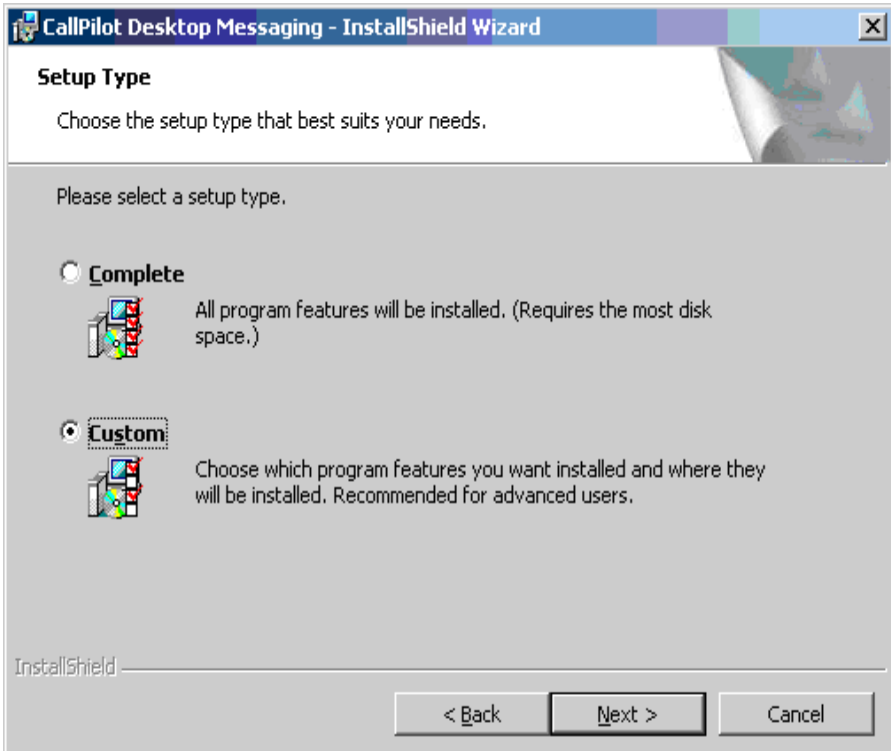 CallPilot Desktop Messaging - InstallShield Wizard
Setup Type
Choose the setup type that best suits your needs.
Please select a setup type.
Complete
All program features will be installed. (Requires the most disk
space.)
Custom
Choose which program features you want installed and where they
will be installed. Recommended for advanced users.
InstallShield
< Back
Next >
Cancel